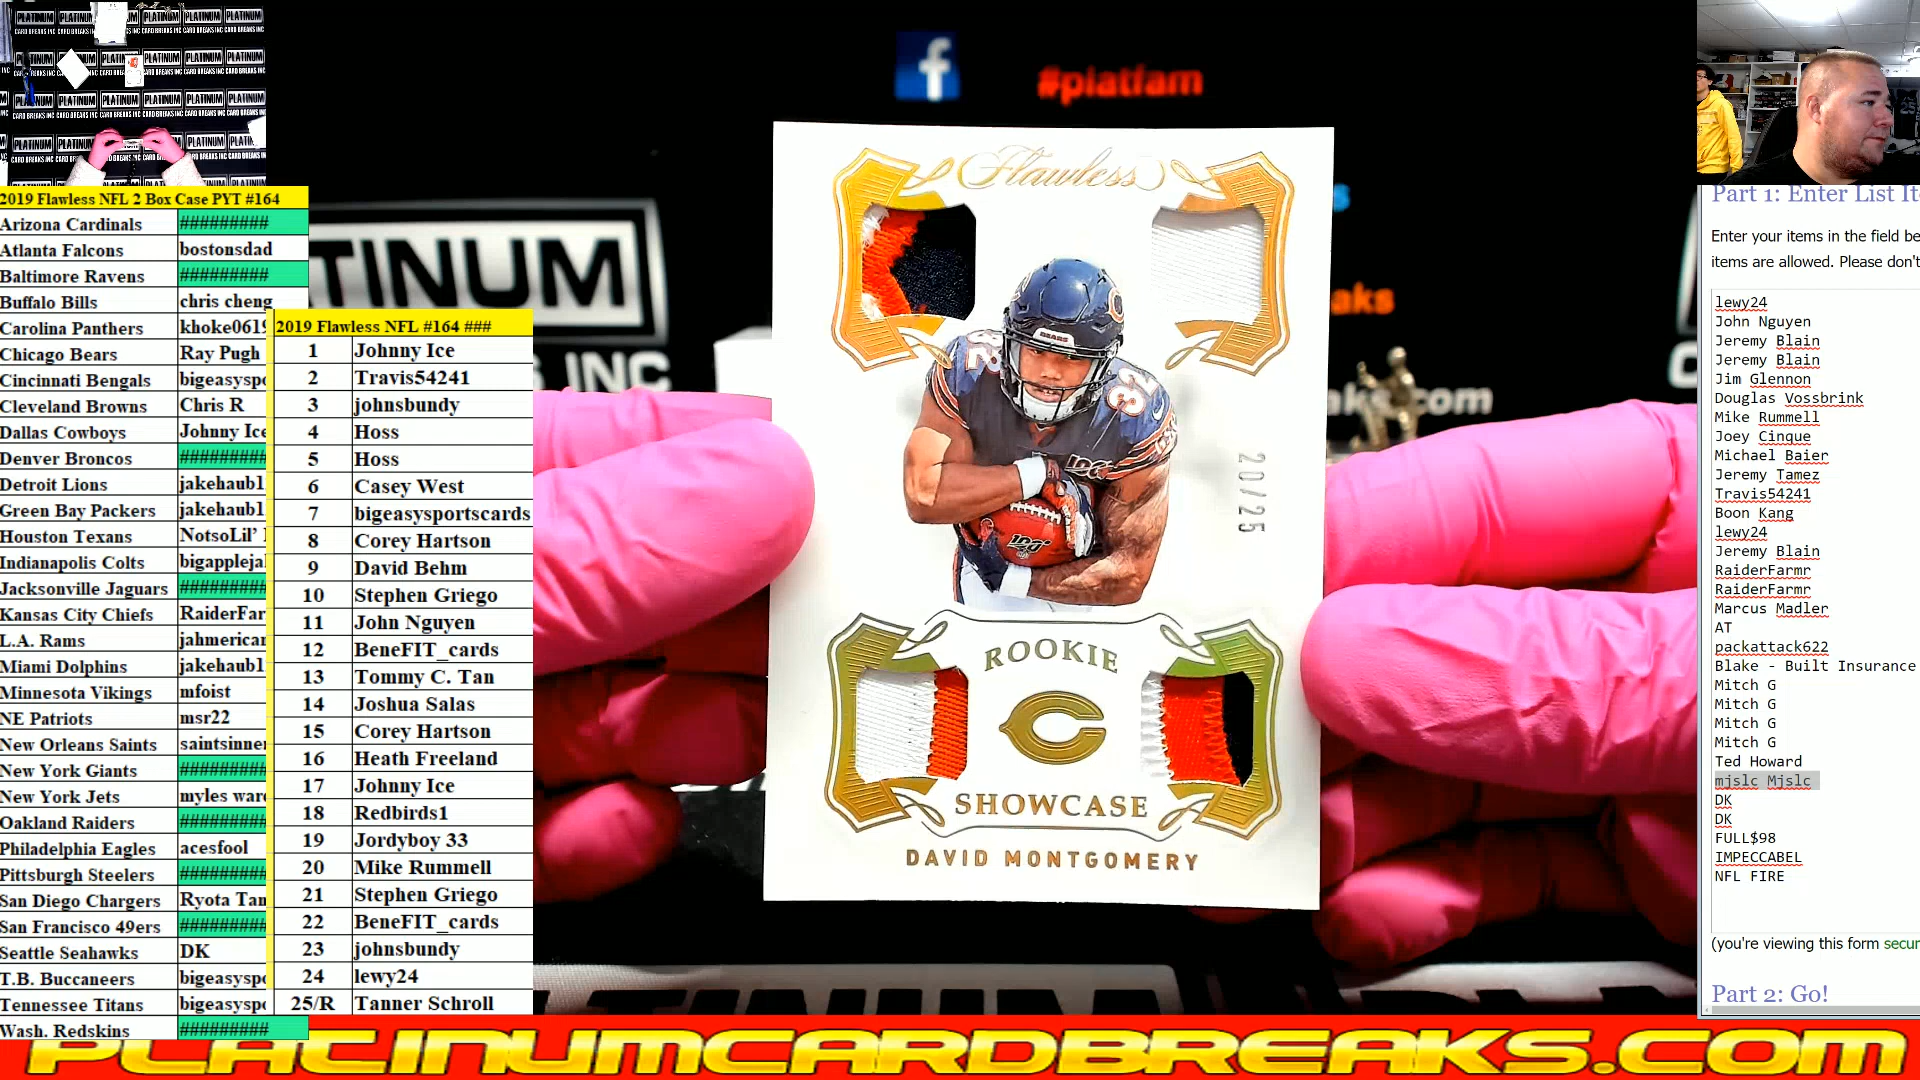 #platfam
PLATINUM
S INC
2019 Flawless NFL 2 Box Case PYT #164
Arizona Cardinals #########
Atlanta Falcons bostonsdad
Baltimore Ravens #########
Buffalo Bills chris cheng
Carolina Panthers khoke0619
Chicago Bears Ray Pugh
Cincinnati Bengals bigeasyspo
Cleveland Browns Chris R
Dallas Cowboys Johnny Ice
Denver Broncos #########
Detroit Lions jakehaub1
Green Bay Packers jakehaub1
Houston Texans NotsoLil'
Indianapolis Colts bigappleja
Jacksonville Jaguars #########
Kansas City Chiefs RaiderFar
L.A. Rams jahmerican
Miami Dolphins jakehaub1
Minnesota Vikings mfoist
NE Patriots msr22
New Orleans Saints saintsinner
New York Giants #########
New York Jets myles ward
Oakland Raiders #########
Philadelphia Eagles acesfool
Pittsburgh Steelers #########
San Diego Chargers Ryota Tan
San Francisco 49ers #########
Seattle Seahawks DK
T.B. Buccaneers bigeasyspo
Tennessee Titans bigeasyspo
Wash. Redskins #########
2019 Flawless NFL #164 ###
1 Johnny Ice
2 Travis54241
3 johnsbundy
4 Hoss
5 Hoss
6 Casey West
7 bigeasysportscards
8 Corey Hartson
9 David Behm
10 Stephen Griego
11 John Nguyen
12 BeneFIT_cards
13 Tommy C. Tan
14 Joshua Salas
15 Corey Hartson
16 Heath Freeland
17 Johnny Ice
18 Redbirds1
19 Jordyboy 33
20 Mike Rummell
21 Stephen Griego
22 BeneFIT_cards
23 johnsbundy
24 lewy24
25/R Tanner Schroll
Flawless
BEARS
32
20/25
ROOKIE
SHOWCASE
DAVID MONTGOMERY
Part 1: Enter List It
Enter your items in the field be
items are allowed. Please don't
lewy24
John Nguyen
Jeremy Blain
Jeremy Blain
Jim Glennon
Douglas Vossbrink
Mike Rummell
Joey Cinque
Michael Baier
Jeremy Tamez
Travis54241
Boon Kang
lewy24
Jeremy Blain
RaiderFarmr
RaiderFarmr
Marcus Madler
AT
packattack622
Blake - Built Insurance
Mitch G
Mitch G
Mitch G
Mitch G
Ted Howard
mjslc Mjslc
DK
DK
FULL$98
IMPECCABEL
NFL FIRE
(you're viewing this form secur
Part 2: Go!
PLATINUMCARDBREAKS.COM